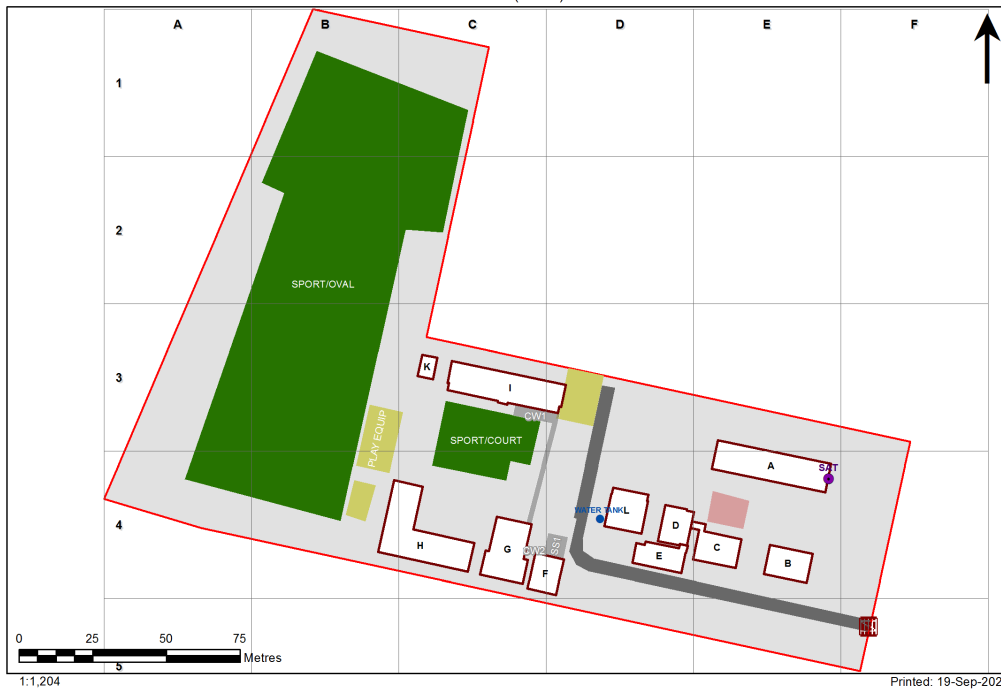 A B C D E F
1
2
SPORT/OVAL
3
K
I
CW1
PLAY EQUIP
SPORT/COURT
A
SAT
4
WATER TANK
L
D
H
G
CW2
SS1
E
C
B
F
0 25 50 75
Metres
5
1:1,204
Printed: 19-Sep-202